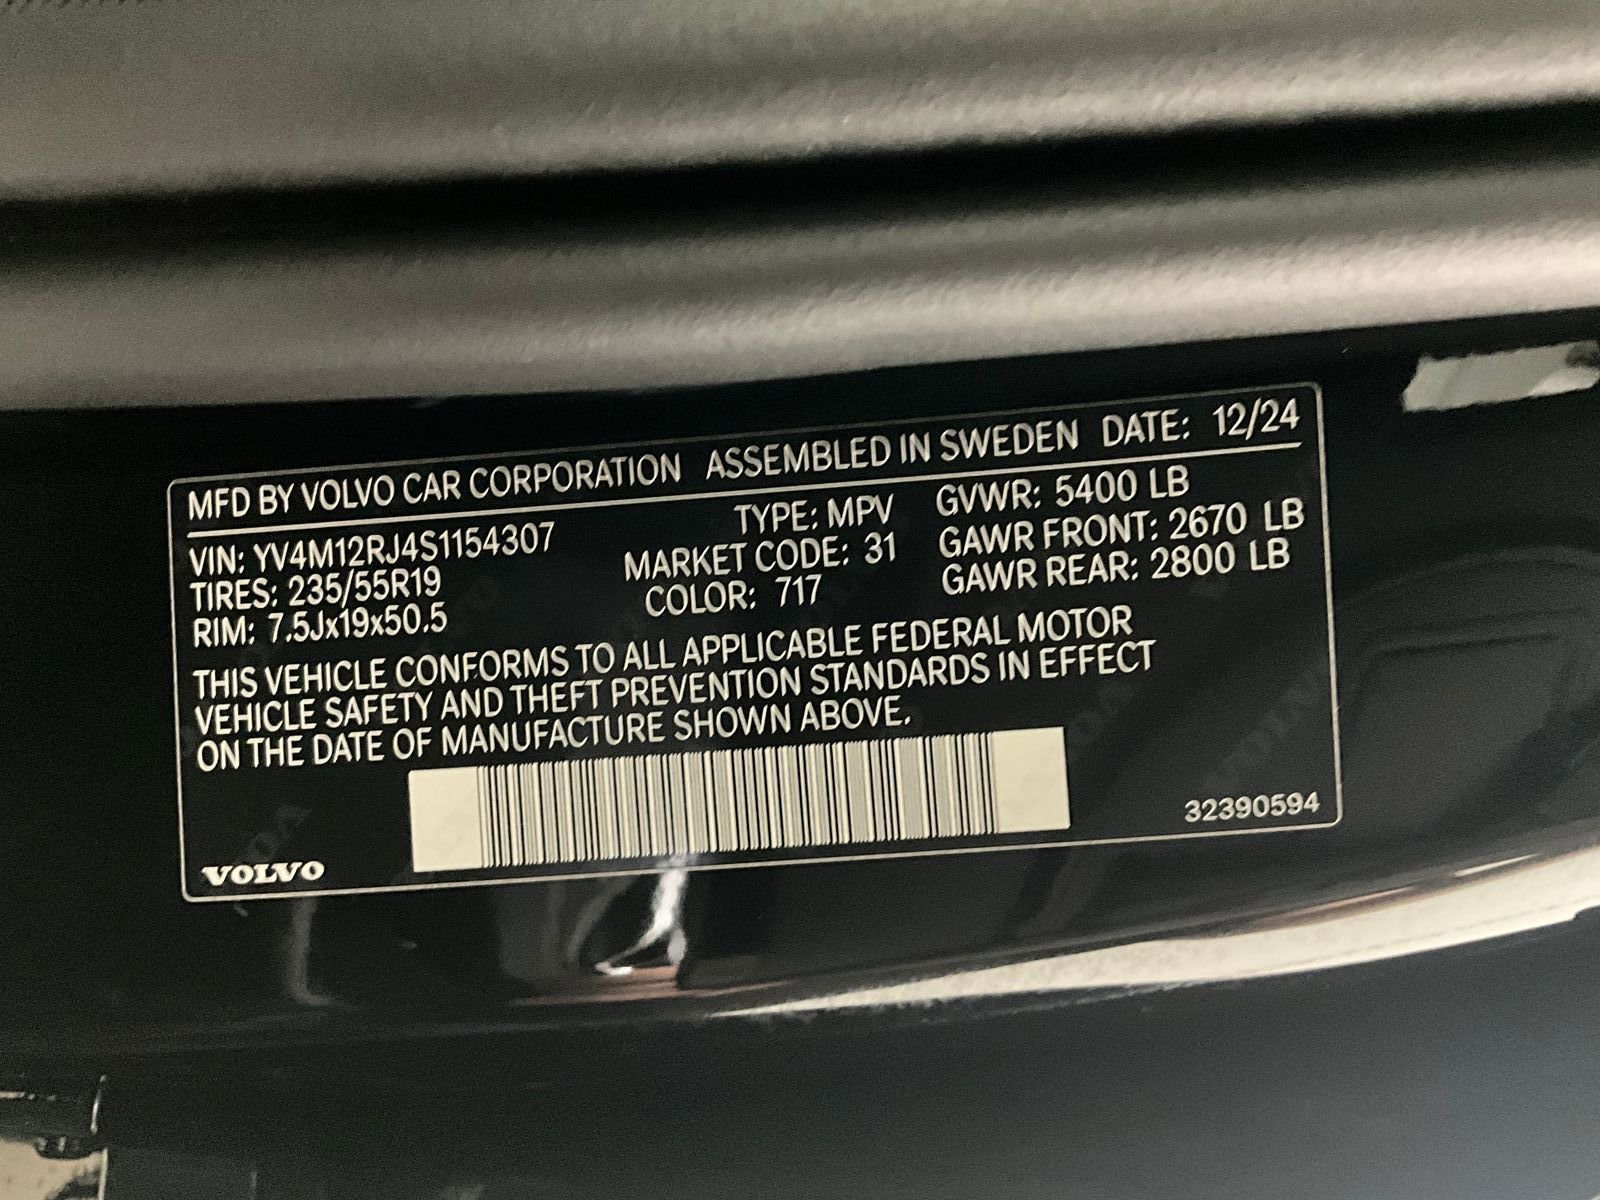 MFD BY VOLVO CAR CORPORATION ASSEMBLED IN SWEDEN DATE: 12/24
VIN: YV4M12RJ4S1154307 TYPE: MPV GVWR: 5400 LB
TIRES: 235/55R19 MARKET CODE: 31 GAWR FRONT: 2670 LB
RIM: 7.5Jx19x50.5 COLOR: 717 GAWR REAR: 2800 LB
THIS VEHICLE CONFORMS TO ALL APPLICABLE FEDERAL MOTOR
VEHICLE SAFETY AND THEFT PREVENTION STANDARDS IN EFFECT
ON THE DATE OF MANUFACTURE SHOWN ABOVE.
32390594
VOLVO